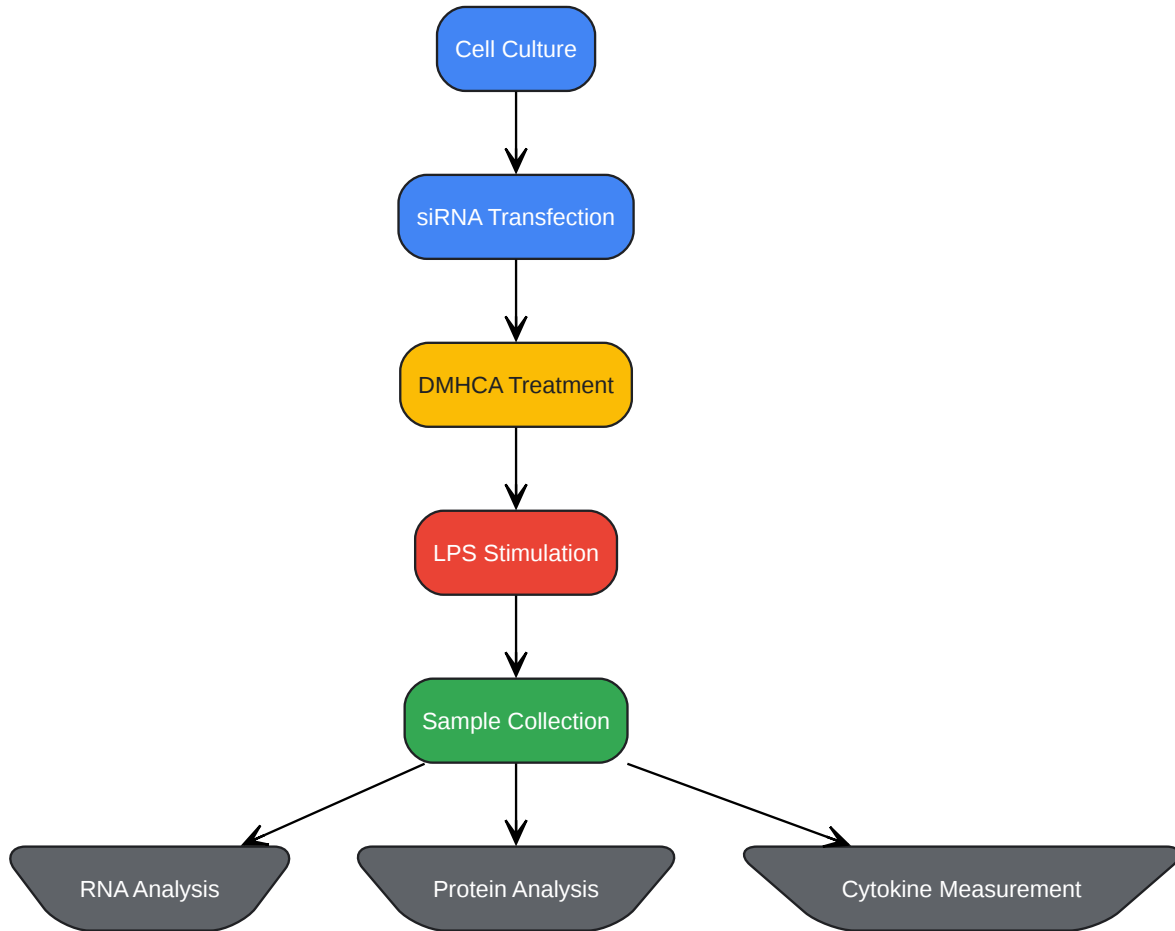 Cell Culture
siRNA Transfection
DMHCA Treatment
LPS Stimulation
Sample Collection
RNA Analysis
Protein Analysis
Cytokine Measurement